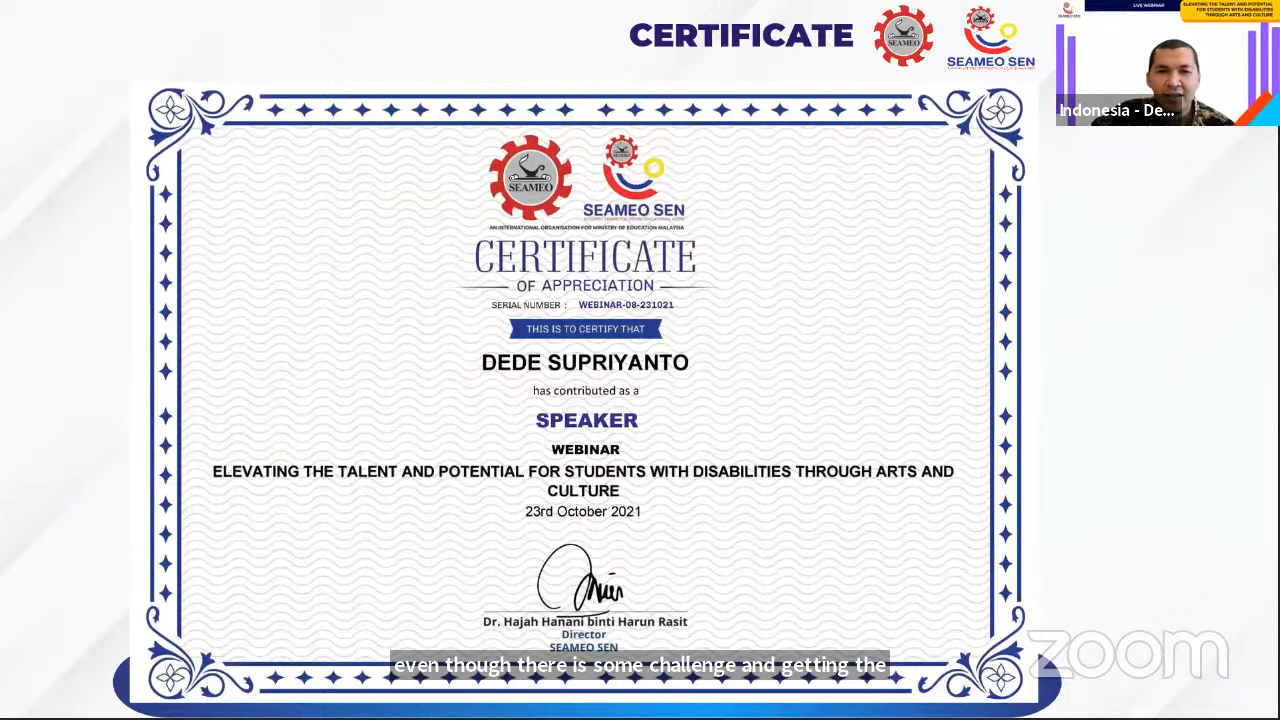 CERTIFICATE
SEAMEO
SEAMEO SEN
SEAMEO SEN
LIVE WEBINAR
ELEVATING THE TALENT AND POTENTIAL
FOR STUDENTS WITH DISABILITIES
THROUGH ARTS AND CULTURE
Indonesia - De...
SEAMEO
SEAMEO SEN
AN INTERNATIONAL ORGANISATION FOR MINISTRY OF EDUCATION MALAYSIA
CERTIFICATE
OF APPRECIATION
SERIAL NUMBER : WEBINAR-08-231021
THIS IS TO CERTIFY THAT
DEDE SUPRIYANTO
has contributed as a
SPEAKER
WEBINAR
ELEVATING THE TALENT AND POTENTIAL FOR STUDENTS WITH DISABILITIES THROUGH ARTS AND
CULTURE
23rd October 2021
Dr. Hajah Hanani binti Harun Rasit
Director
SEAMEO SEN
even though there is some challenge and getting the
zoom